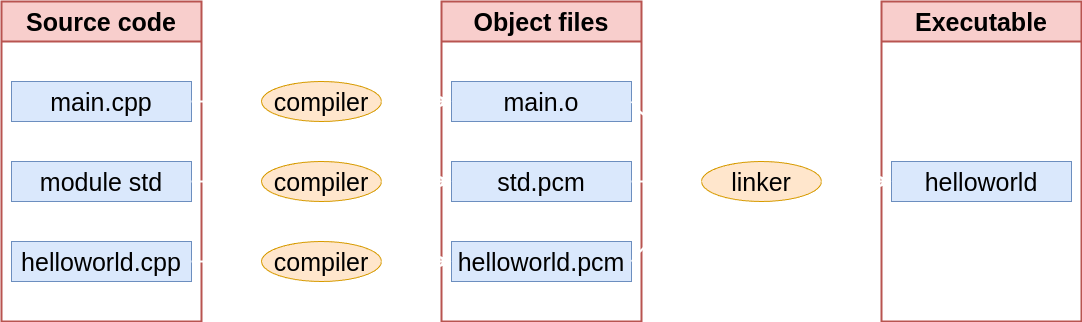 Source code
Object files
Executable
main.cpp
compiler
main.o
module std
compiler
std.pcm
linker
helloworld
helloworld.cpp
compiler
helloworld.pcm